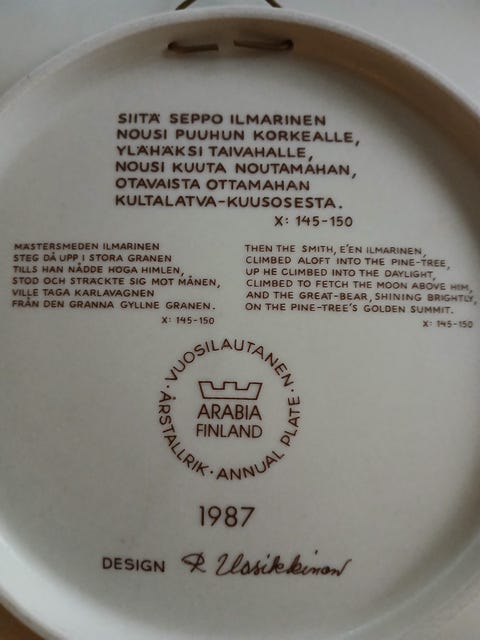 SIITÄ SEPPO ILMARINEN
NOUSI PUUHUN KORKEALLE,
YLÄHÄKSI TAIVAHALLE,
NOUSI KUUTA NOUTAMAHAN,
OTAVAISTA OTTAMAHAN
KULTALATVA-KUUSOSESTA.
X: 145-150
MÄSTERSMEDEN ILMARINEN
STEG DÅ UPP I STORA GRANEN
TILLS HAN NÅDDE HÖGA HIMLEN,
STOD OCH STRÄCKTE SIG MOT MÅNEN,
VILLE TAGA KARLAVAGNEN
FRÅN DEN GRANNA GYLLNE GRANEN.
X: 145-150
THEN THE SMITH, E'EN ILMARINEN,
CLIMBED ALOFT INTO THE PINE-TREE,
UP HE CLIMBED INTO THE DAYLIGHT,
CLIMBED TO FETCH THE MOON ABOVE HIM,
AND THE GREAT-BEAR, SHINING BRIGHTLY,
ON THE PINE-TREE'S GOLDEN SUMMIT.
X: 145-150
· VUOSILAUTANEN · ANNUAL PLATE · ÅRSTALLRIK
ARABIA
FINLAND
1987
DESIGN R Uosikkinen